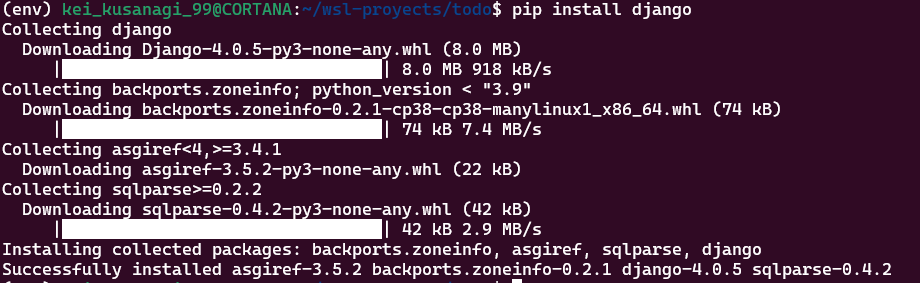 (env) kei_kusanagi_99@CORTANA:~/wsl-proyects/todo$ pip install django
Collecting django
  Downloading Django-4.0.5-py3-none-any.whl (8.0 MB)
     |████████████████████████████████| 8.0 MB 918 kB/s
Collecting backports.zoneinfo; python_version < "3.9"
  Downloading backports.zoneinfo-0.2.1-cp38-cp38-manylinux1_x86_64.whl (74 kB)
     |████████████████████████████████| 74 kB 7.4 MB/s
Collecting asgiref<4,>=3.4.1
  Downloading asgiref-3.5.2-py3-none-any.whl (22 kB)
Collecting sqlparse>=0.2.2
  Downloading sqlparse-0.4.2-py3-none-any.whl (42 kB)
     |████████████████████████████████| 42 kB 2.9 MB/s
Installing collected packages: backports.zoneinfo, asgiref, sqlparse, django
Successfully installed asgiref-3.5.2 backports.zoneinfo-0.2.1 django-4.0.5 sqlparse-0.4.2